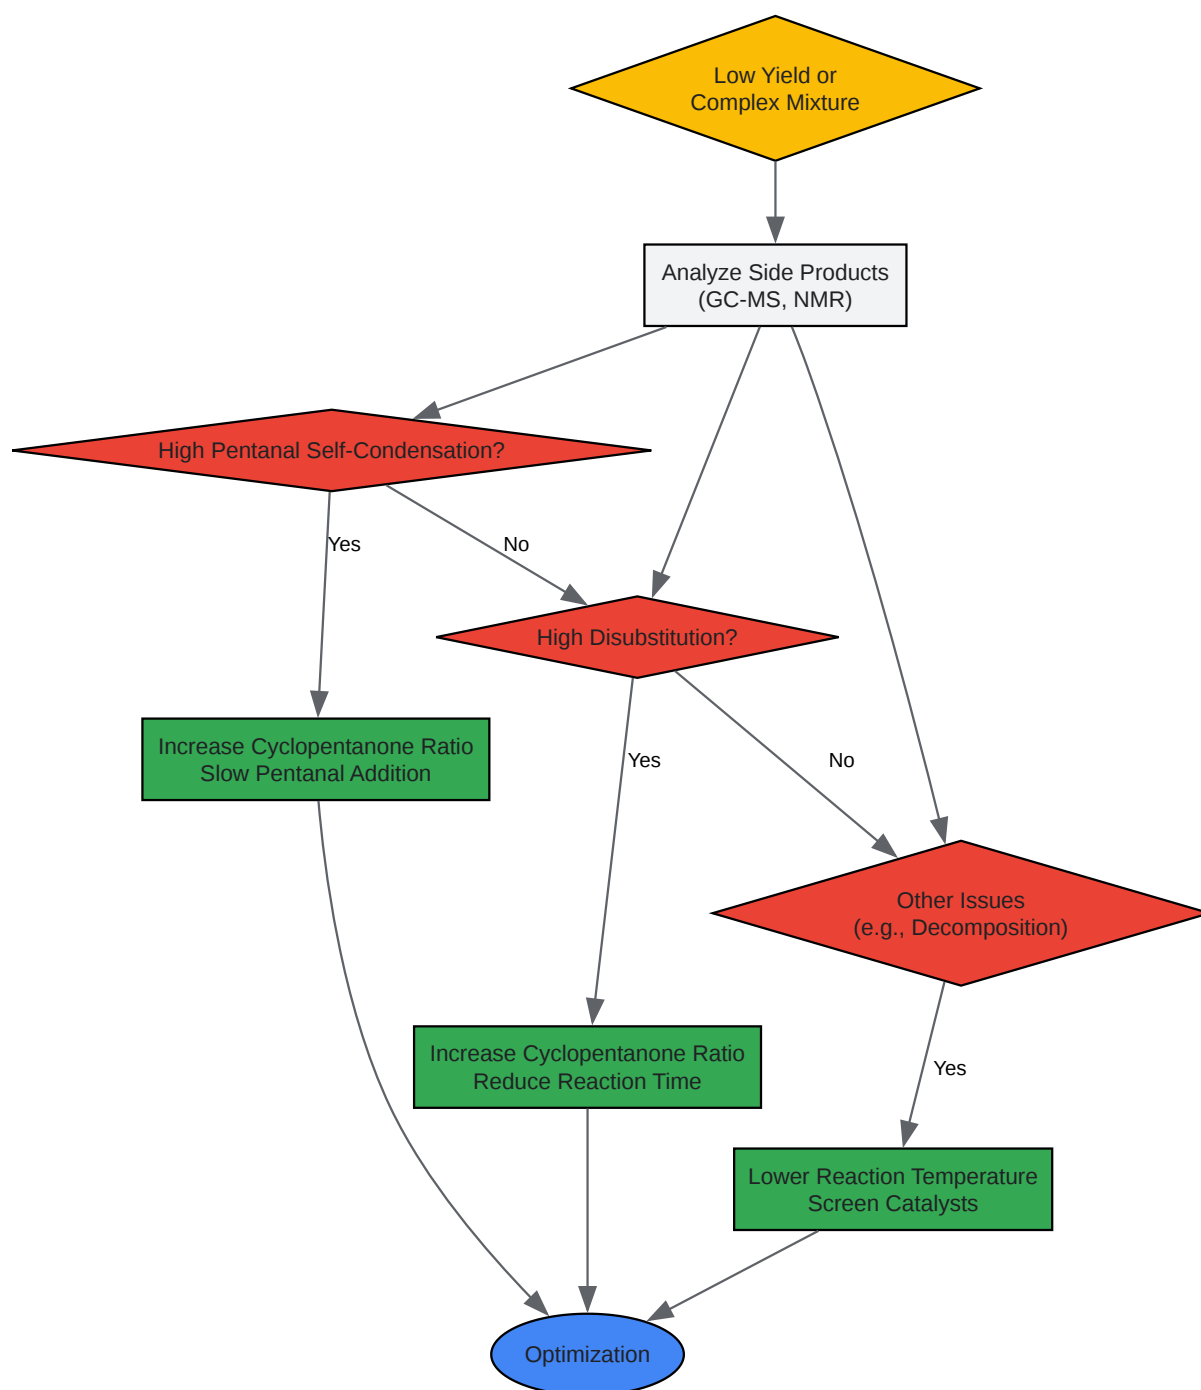 Low Yield or
Complex Mixture
Analyze Side Products
(GC-MS, NMR)
High Pentanal Self-Condensation?
Yes
No
High Disubstitution?
Increase Cyclopentanone Ratio
Slow Pentanal Addition
Yes
No
Other Issues
(e.g., Decomposition)
Increase Cyclopentanone Ratio
Reduce Reaction Time
Yes
Lower Reaction Temperature
Screen Catalysts
Optimization